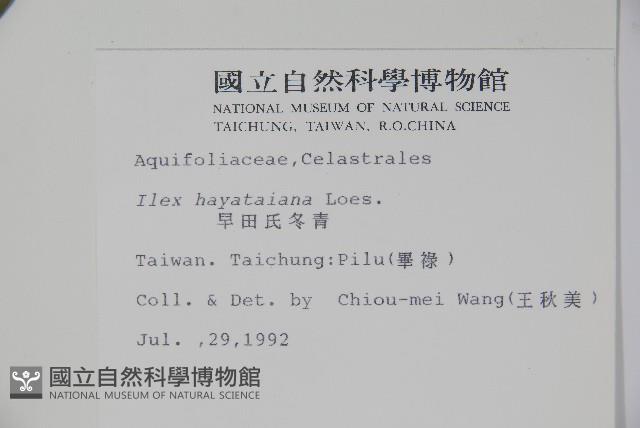 國立自然科學博物館
NATIONAL MUSEUM OF NATURAL SCIENCE
TAICHUNG, TAIWAN, R.O.CHINA
Aquifoliaceae,Celastrales
Ilex hayataiana Loes.
早田氏冬青
Taiwan. Taichung:Pilu(畢祿)
Coll. & Det. by Chiou-mei Wang(王秋美)
Jul. ,29,1992
國立自然科學博物館
NATIONAL MUSEUM OF NATURAL SCIENCE